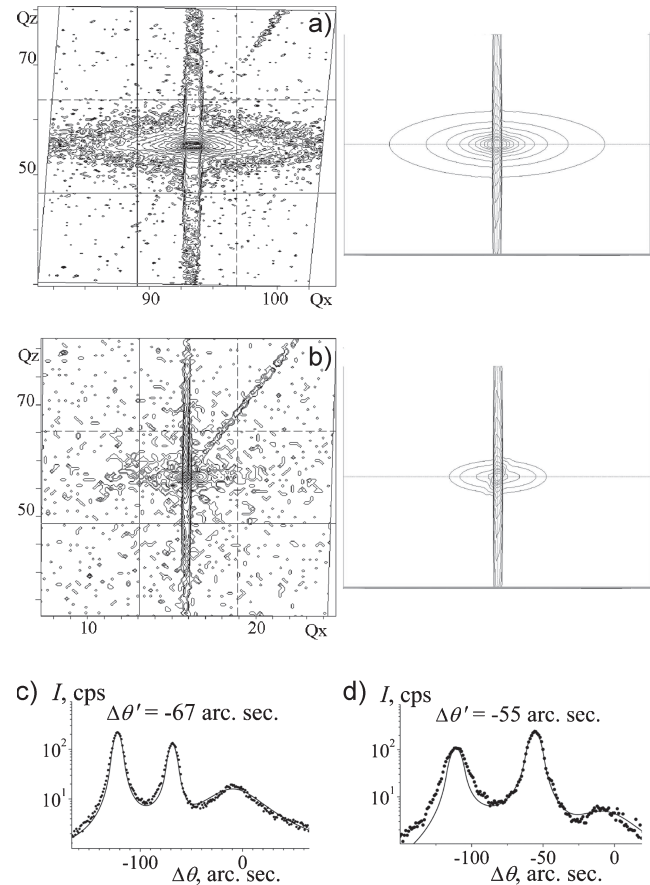 a)
Qz
70
50
90
100
Qx
b)
Qz
70
50
10
20
Qx
c)
I, cps
Δθ′ = -67 arc. sec.
10²
10¹
-100
0
Δθ, arc. sec.
d)
I, cps
Δθ′ = -55 arc. sec.
10²
10¹
-100
-50
0
Δθ, arc. sec.